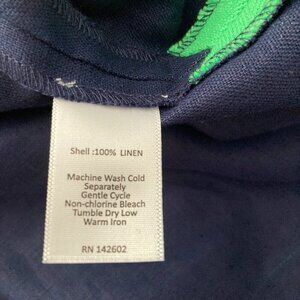 Shell :100% LINEN
Machine Wash Cold
Separately
Gentle Cycle
Non-chlorine Bleach
Tumble Dry Low
Warm Iron
RN 142602